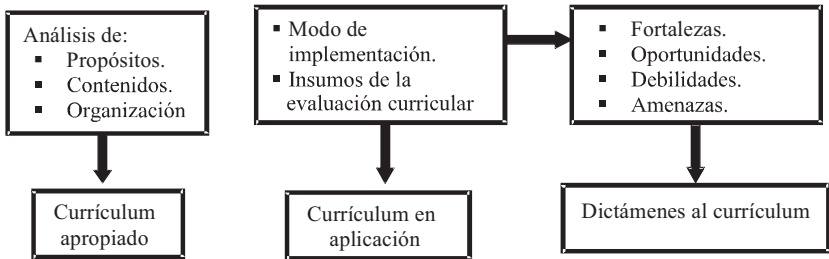 Análisis de:
▪ Propósitos.
▪ Contenidos.
▪ Organización
▪ Modo de
implementación.
▪ Insumos de la
evaluación curricular
▪ Fortalezas.
▪ Oportunidades.
▪ Debilidades.
▪ Amenazas.
Currículum
apropiado
Currículum en
aplicación
Dictámenes al currículum